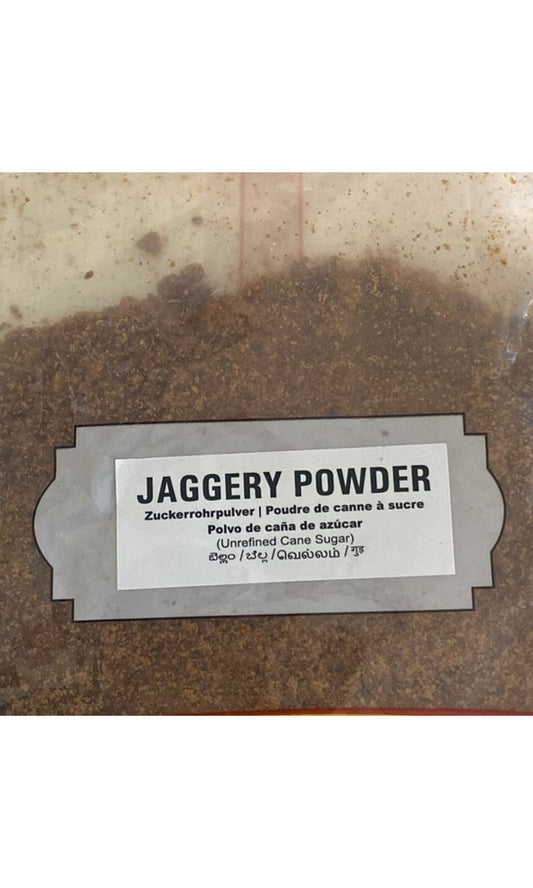 JAGGERY POWDER
Zuckerrohrpulver | Poudre de canne à sucre
Polvo de caña de azúcar
(Unrefined Cane Sugar)
బెల్లం / ಬೆಲ್ಲ / வெல்லம் / गुड़